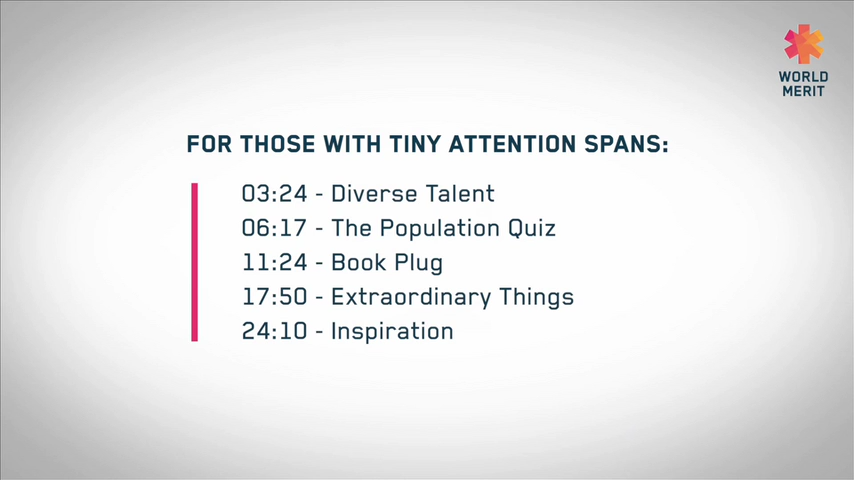 WORLD
MERIT
FOR THOSE WITH TINY ATTENTION SPANS:
03:24 - Diverse Talent
06:17 - The Population Quiz
11:24 - Book Plug
17:50 - Extraordinary Things
24:10 - Inspiration